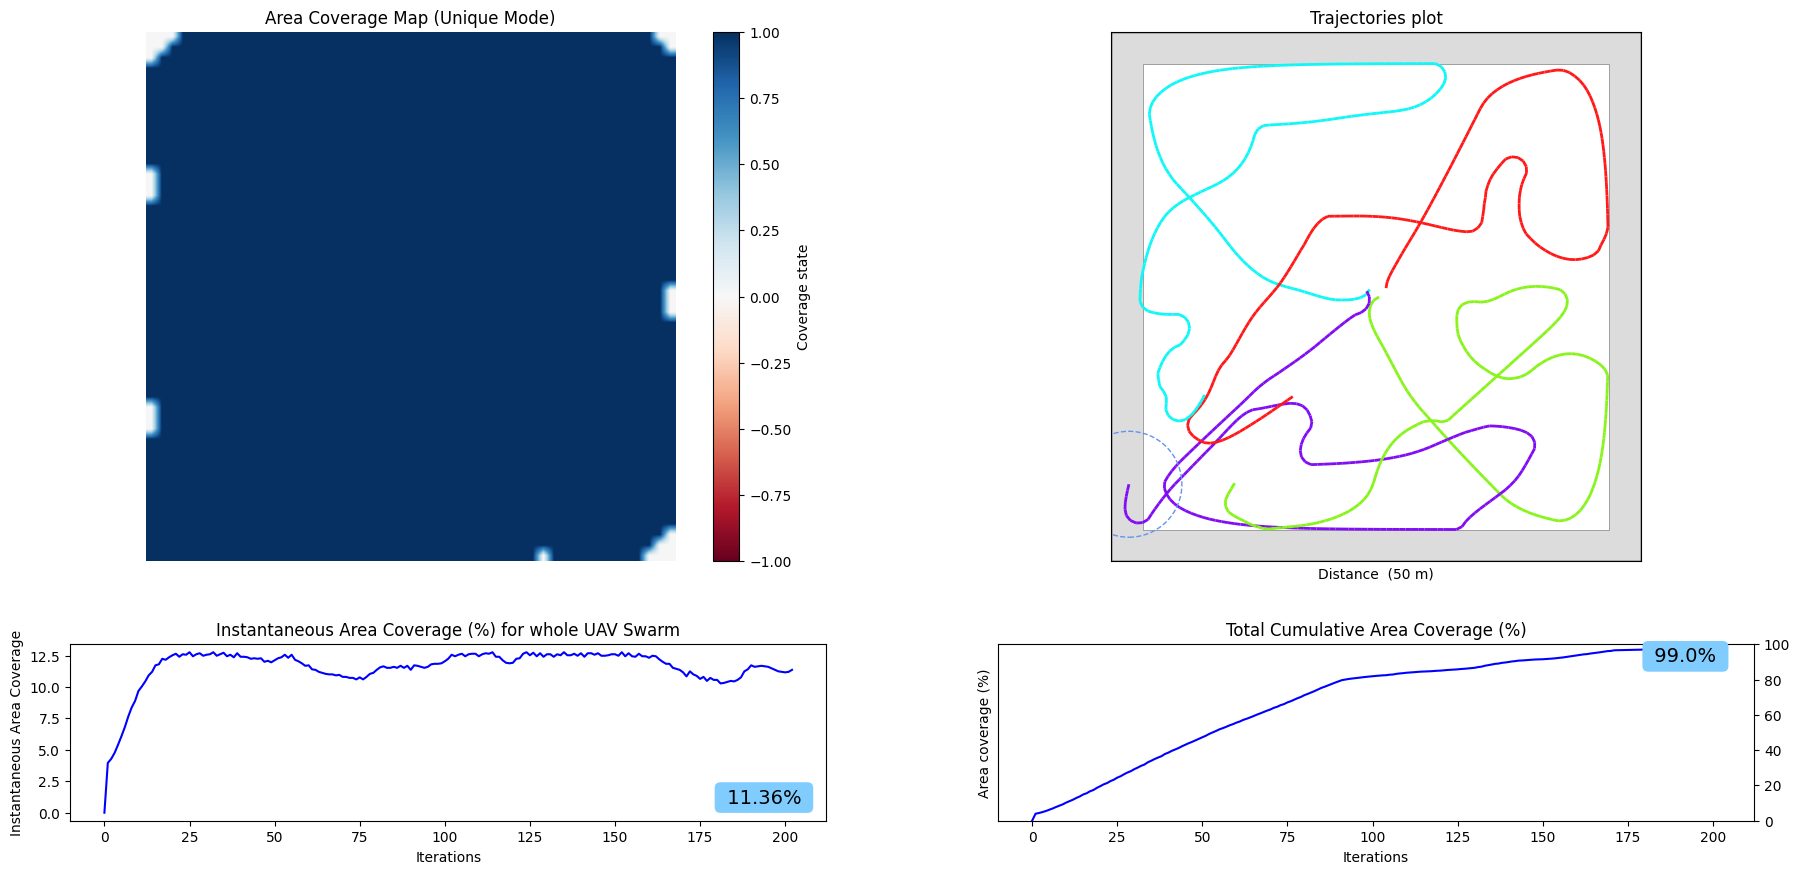 Area Coverage Map (Unique Mode)
1.00
0.75
0.50
0.25
0.00
−0.25
−0.50
−0.75
−1.00
Coverage state
Trajectories plot
Distance  (50 m)
Instantaneous Area Coverage (%) for whole UAV Swarm
Instantaneous Area Coverage
12.5
10.0
7.5
5.0
2.5
0.0
11.36%
0 25 50 75 100 125 150 175 200
Iterations
Total Cumulative Area Coverage (%)
Area coverage (%)
99.0%
100
80
60
40
20
0
0 25 50 75 100 125 150 175 200
Iterations